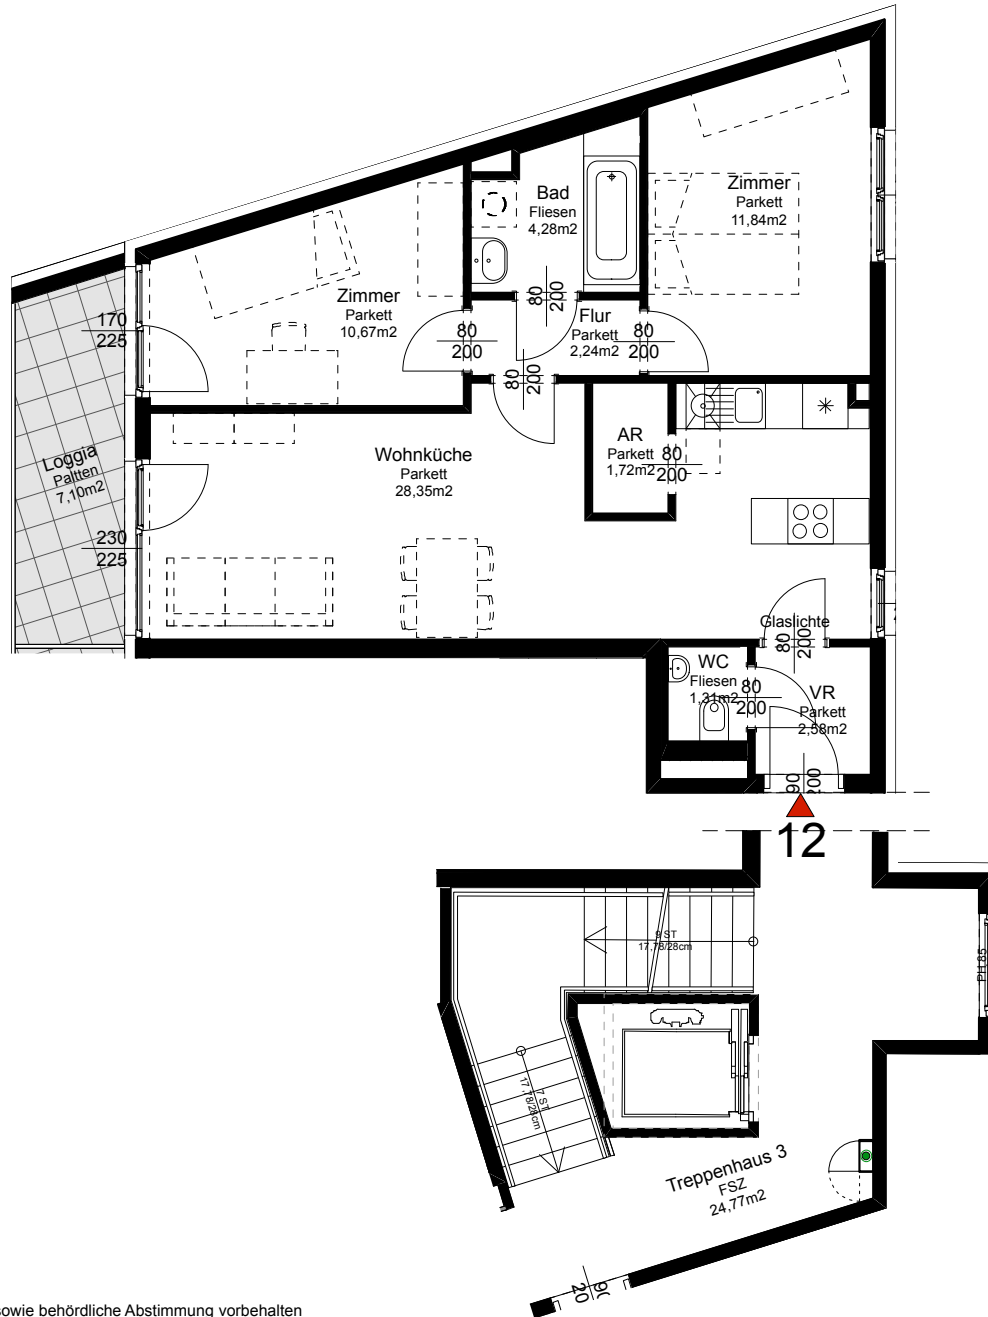 Bad
Fliesen
4,28m2
Zimmer
Parkett
11,84m2
Zimmer
Parkett
10,67m2
80
200
Flur
Parkett
2,24m2
80
200
80
200
80
200
170
225
Loggia
Paltten
7,10m2
230
225
Wohnküche
Parkett
28,35m2
AR
Parkett
1,72m2
80
200
Glaslichte
80
200
WC
Fliesen
1,31m2
80
200
VR
Parkett
2,58m2
90
200
12
9 ST
17,78/28cm
PH 85
7 ST
17,78/28cm
Treppenhaus 3
FSZ
24,77m2
20
sowie behördliche Abstimmung vorbehalten